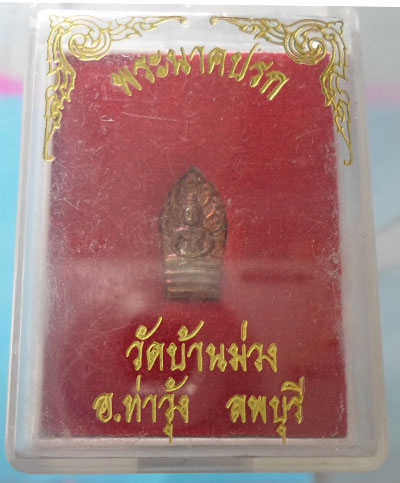 พระนาคปรก
วัดบ้านม่วง
อ.ท่าวุ้ง ลพบุรี